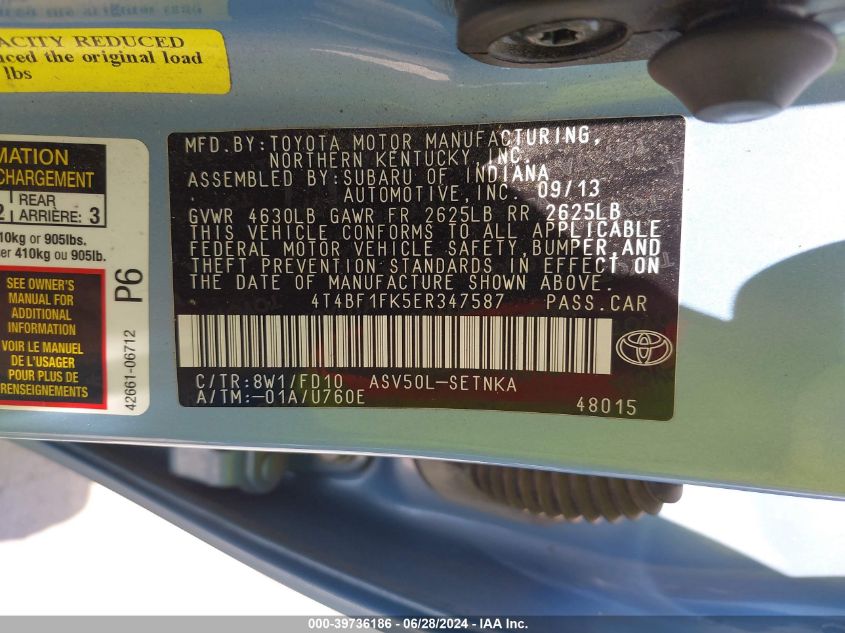 ACITY REDUCED
uced the original load
lbs
MFD.BY:TOYOTA MOTOR MANUFACTURING,
NORTHERN KENTUCKY,INC.
ASSEMBLED BY:SUBARU OF INDIANA
AUTOMOTIVE,INC. 09/13
GVWR 4630LB GAWR FR 2625LB RR 2625LB
THIS VEHICLE CONFORMS TO ALL APPLICABLE
FEDERAL MOTOR VEHICLE SAFETY,BUMPER,AND
THEFT PREVENTION STANDARDS IN EFFECT ON
THE DATE OF MANUFACTURE SHOWN ABOVE.
4T4BF1FK5ER347587 PASS.CAR
C/TR:8W1/FD10 ASV50L-SETNKA
A/TM:-01A/U760E 48015
MATION
CHARGEMENT
2 REAR
ARRIÈRE: 3
10kg or 905lbs.
er 410kg ou 905lb.
SEE OWNER'S
MANUAL FOR
ADDITIONAL
INFORMATION
VOIR LE MANUEL
DE L'USAGER
POUR PLUS DE
RENSEIGNEMENTS
P6
42661-06712
TOYOTA
000-39736186 / 06/28/2024 - IAA Inc.